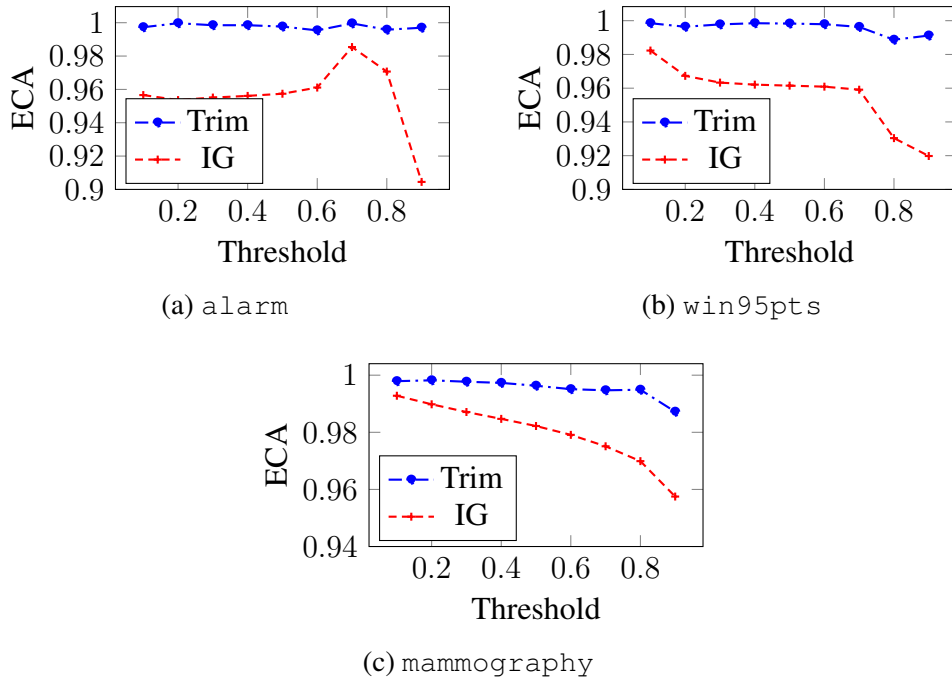 1
0.98
0.96
0.94
0.92
0.9
ECA
Trim
IG
0.2 0.4 0.6 0.8
Threshold
(a) alarm
1
0.98
0.96
0.94
0.92
0.9
ECA
Trim
IG
0.2 0.4 0.6 0.8
Threshold
(b) win95pts
1
0.98
0.96
0.94
ECA
Trim
IG
0.2 0.4 0.6 0.8
Threshold
(c) mammography